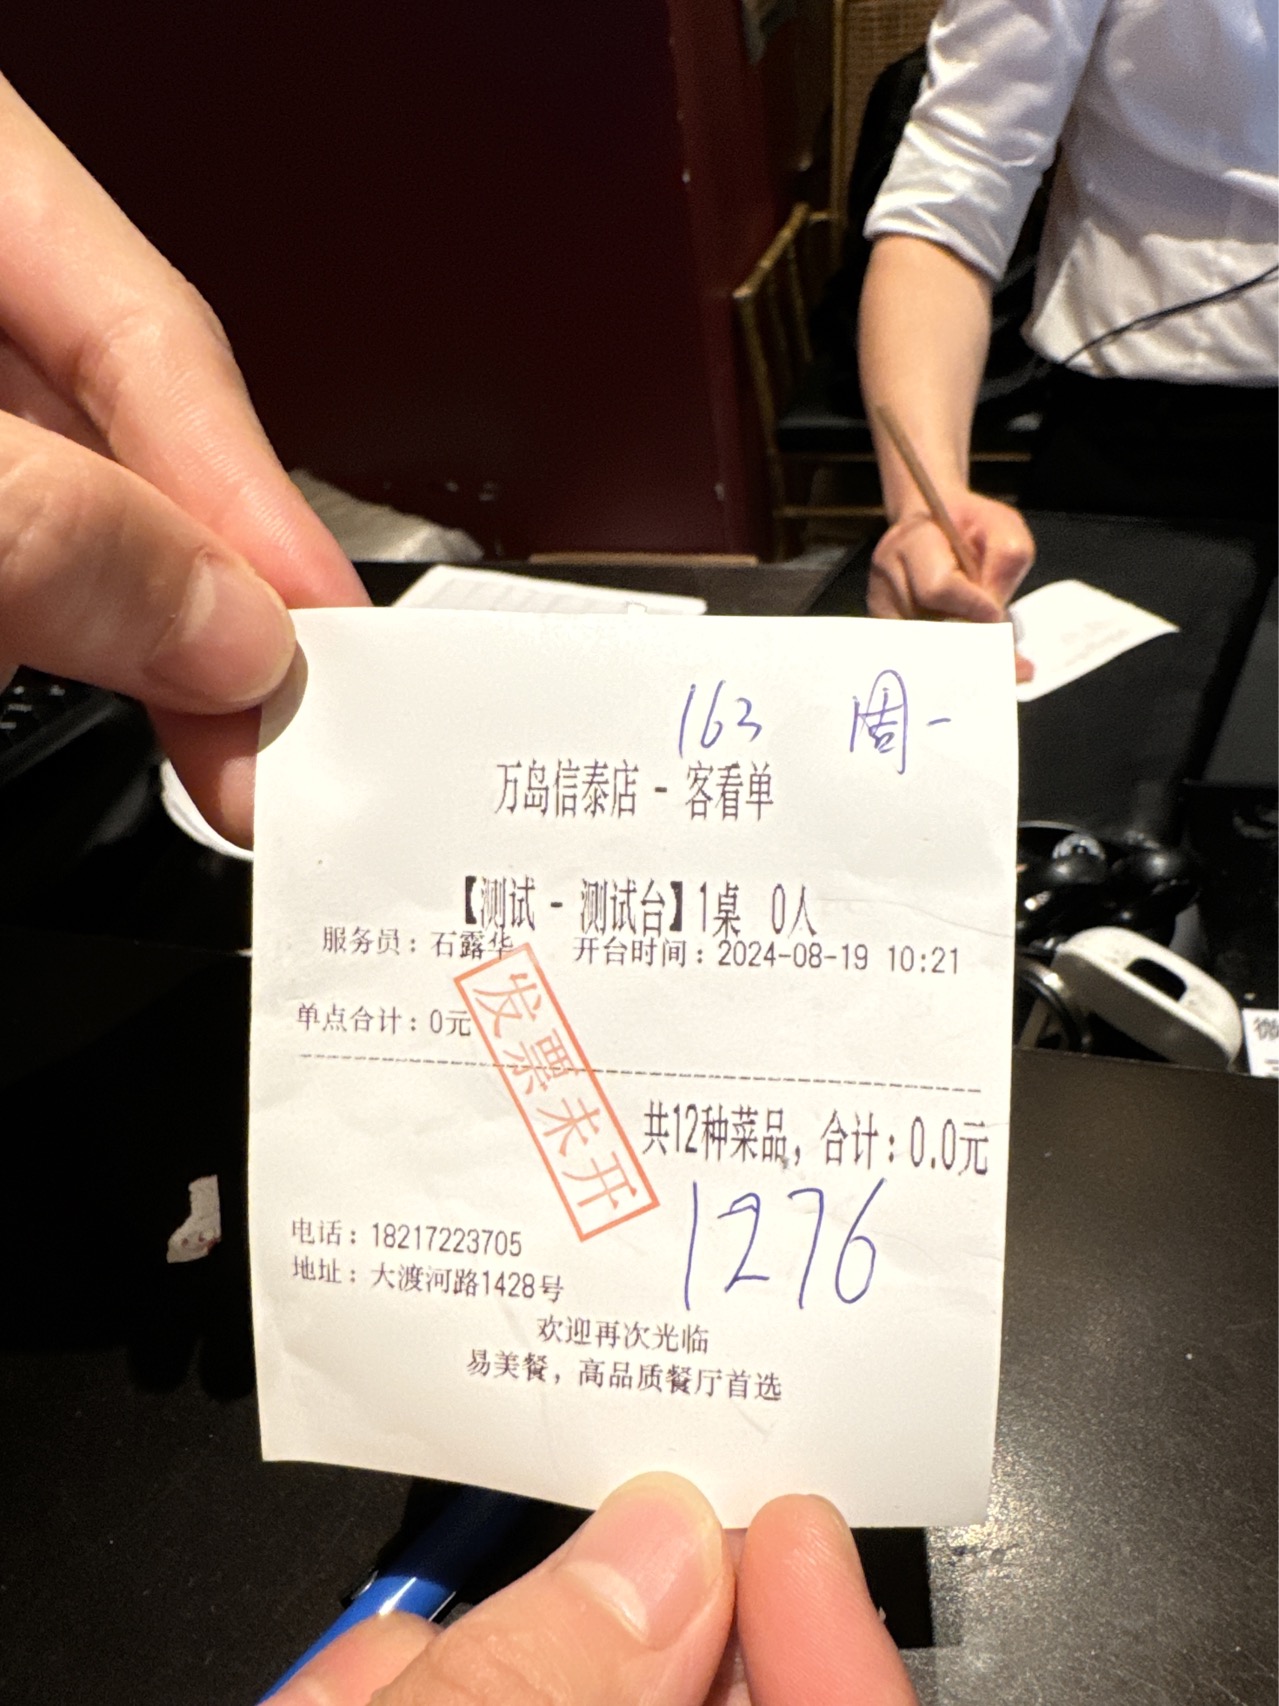 163 周一
万岛信泰店 - 客看单
【测试 - 测试台】1桌 0人
服务员：石露华 开台时间：2024-08-19 10:21
单点合计：0元
发票未开
共12种菜品，合计：0.0元
1276
电话：18217223705
地址：大渡河路1428号
欢迎再次光临
易美餐，高品质餐厅首选